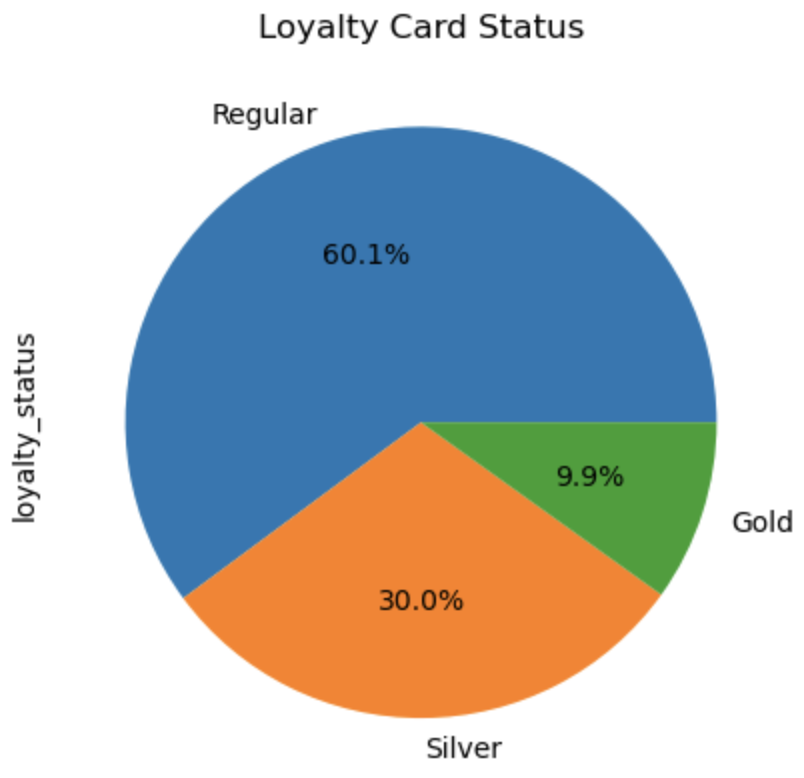 Loyalty Card Status
Regular
60.1%
loyalty_status
9.9%
Gold
30.0%
Silver